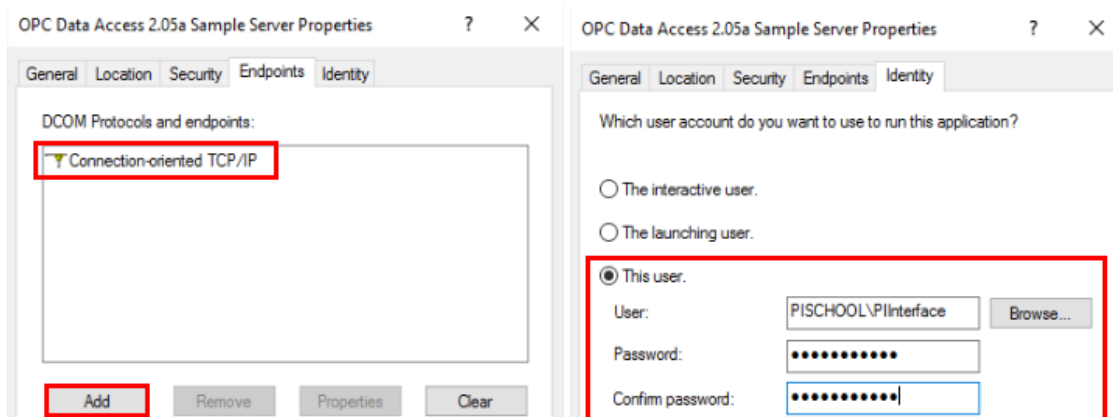 OPC Data Access 2.05a Sample Server Properties ? ×
General Location Security Endpoints Identity
DCOM Protocols and endpoints:
Connection-oriented TCP/IP
Add Remove Properties Clear
OPC Data Access 2.05a Sample Server Properties ? ×
General Location Security Endpoints Identity
Which user account do you want to use to run this application?
The interactive user.
The launching user.
This user.
User: PISCHOOL\PIInterface Browse...
Password: ●●●●●●●●●●●
Confirm password: ●●●●●●●●●●●